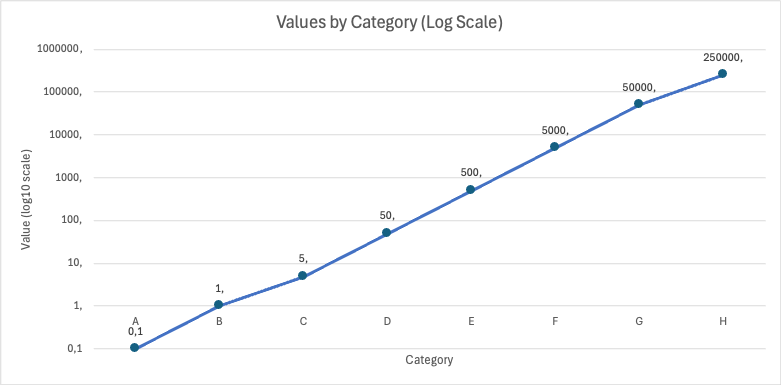 Values by Category (Log Scale)
1000000,
250000,
100000,
50000,
10000,
5000,
1000,
500,
100,
50,
10,
5,
1,
1,
A
B
C
D
E
F
G
H
0,1
0,1
Category
Value (log10 scale)